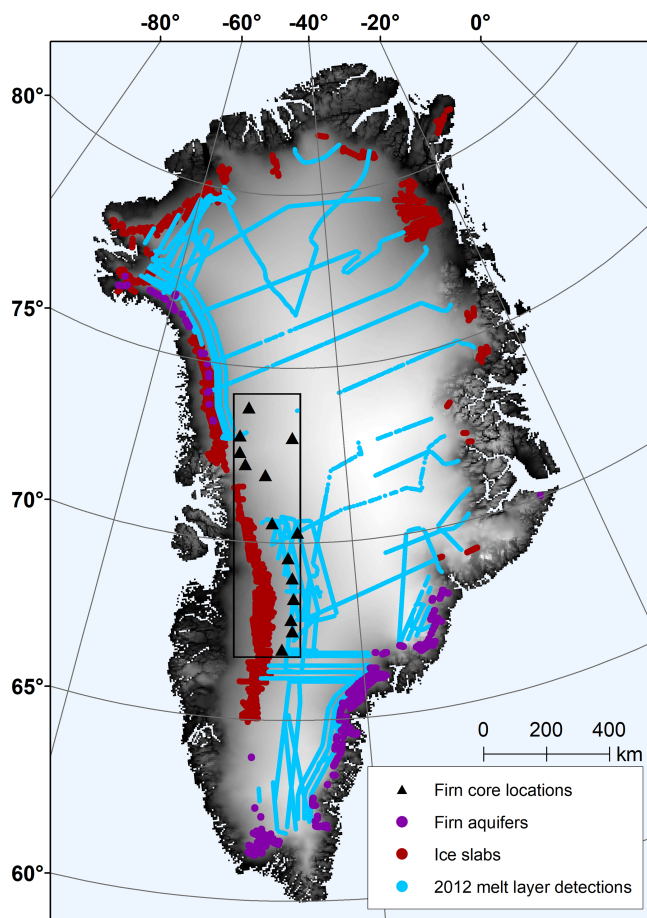 -80° -60° -40° -20° 0°
80°
75°
70°
65°
60°
0 200 400
km
Firn core locations
Firn aquifers
Ice slabs
2012 melt layer detections